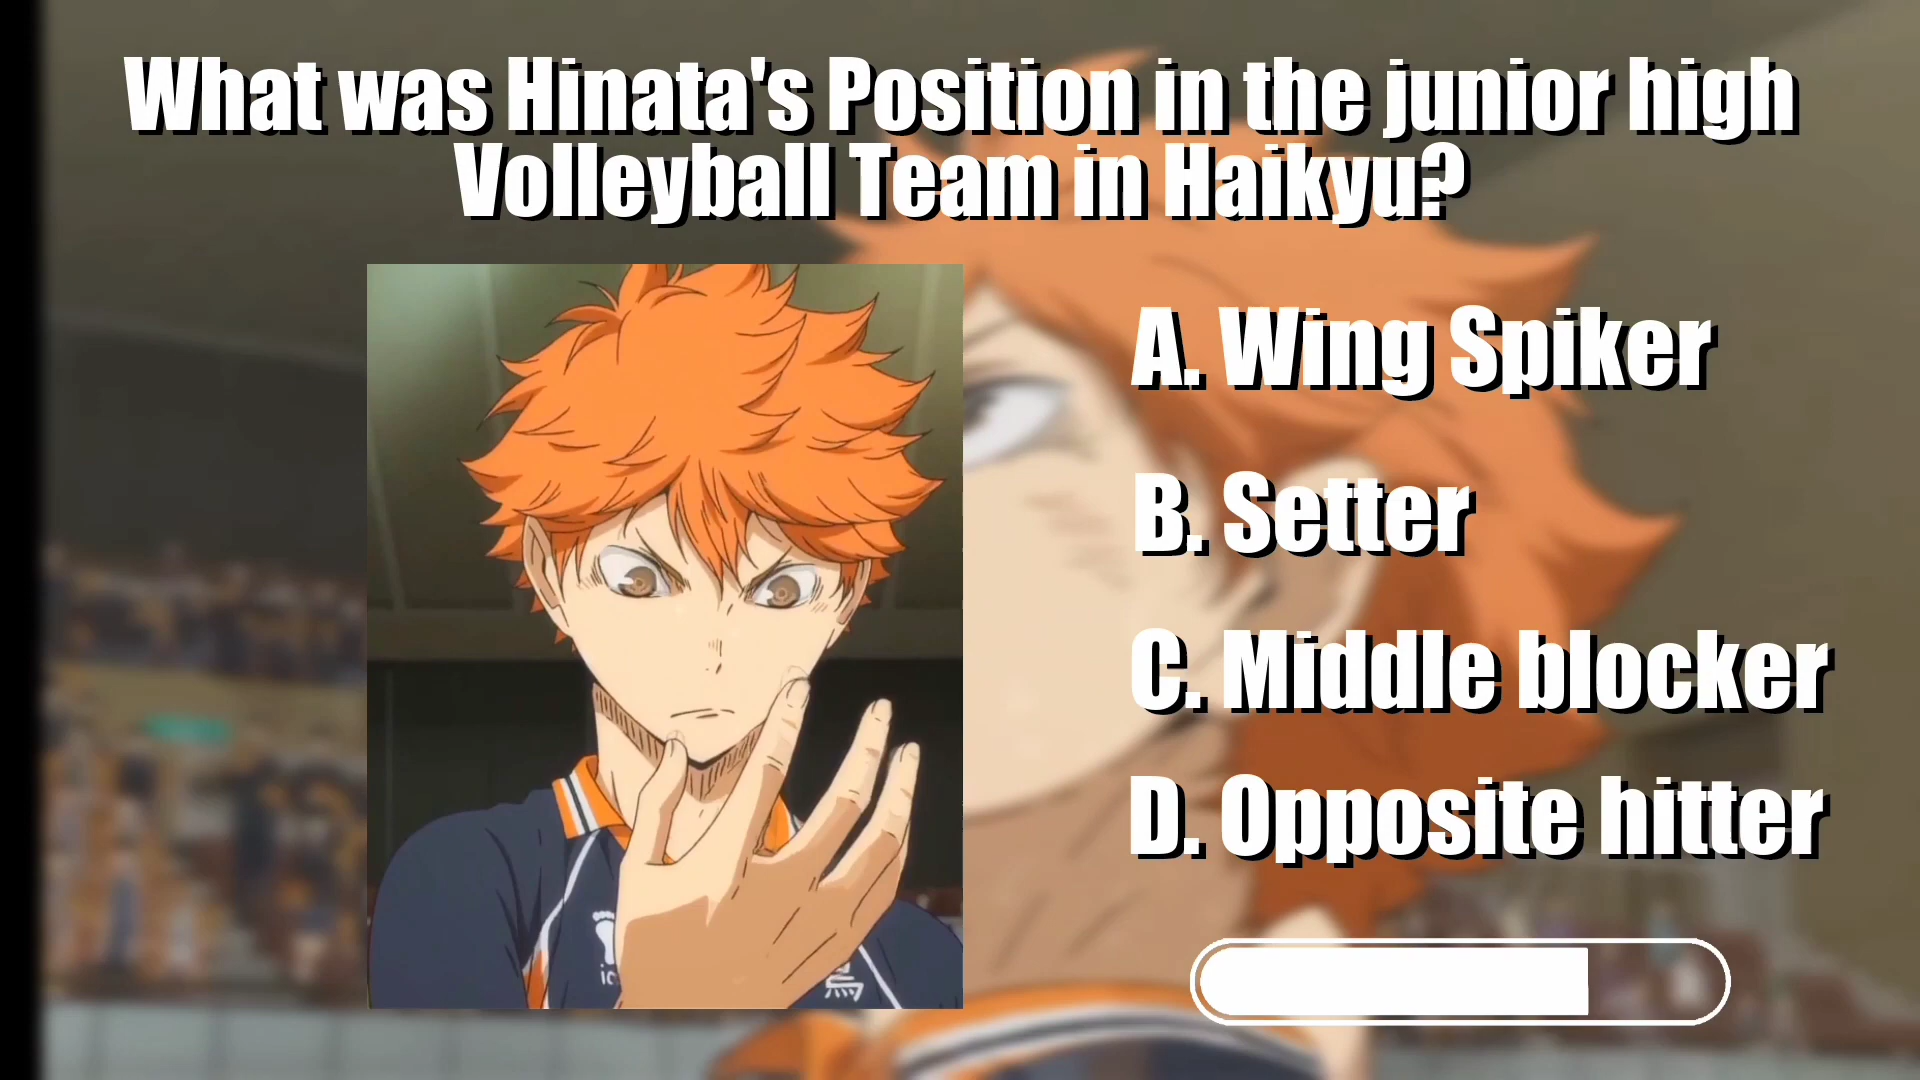 What was Hinata's Position in the junior high
Volleyball Team in Haikyu?
A. Wing Spiker
B. Setter
C. Middle blocker
D. Opposite hitter